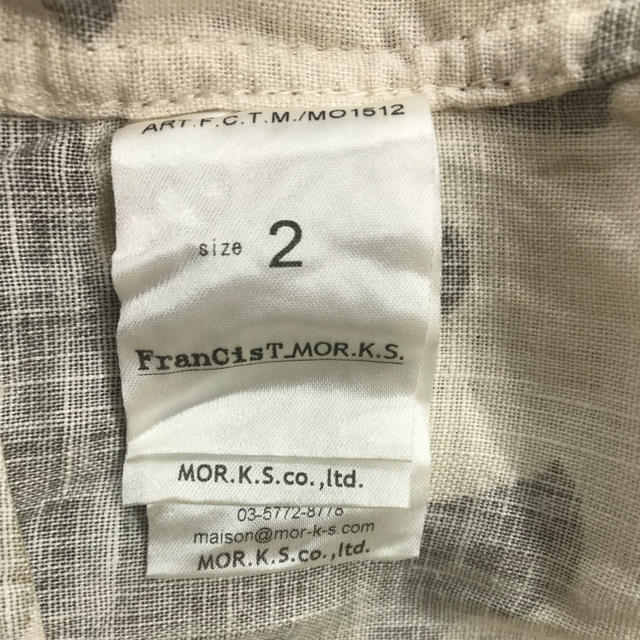 ART.F.C.T.M./MO1512
size 2
FranCisT_MOR.K.S.
MOR.K.S.co.,ltd.
03-5772-8778
maison@mor-k-s.com
MOR.K.S.co.,ltd.